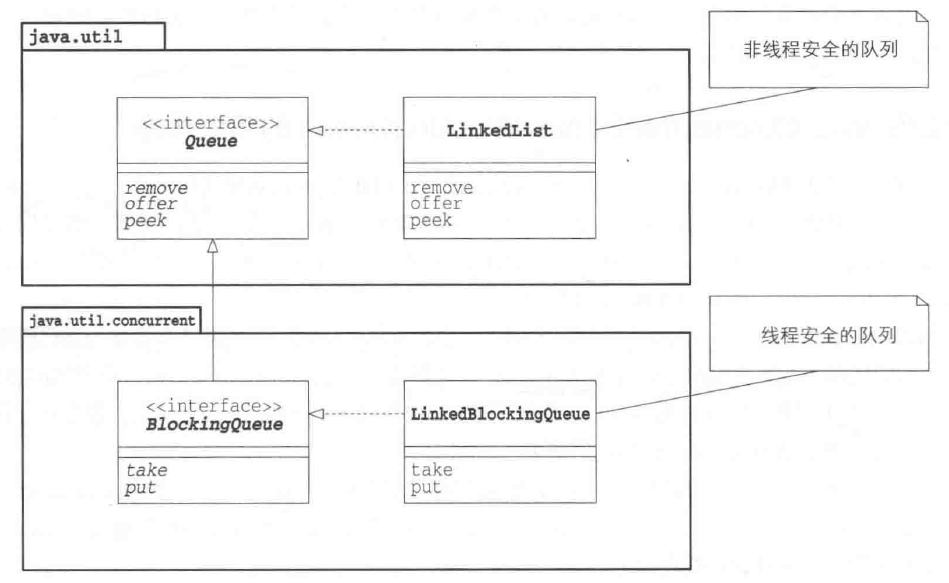 java.util
非线程安全的队列
<<interface>>
Queue
LinkedList
remove
offer
peek
remove
offer
peek
java.util.concurrent
线程安全的队列
<<interface>>
BlockingQueue
LinkedBlockingQueue
take
put
take
put